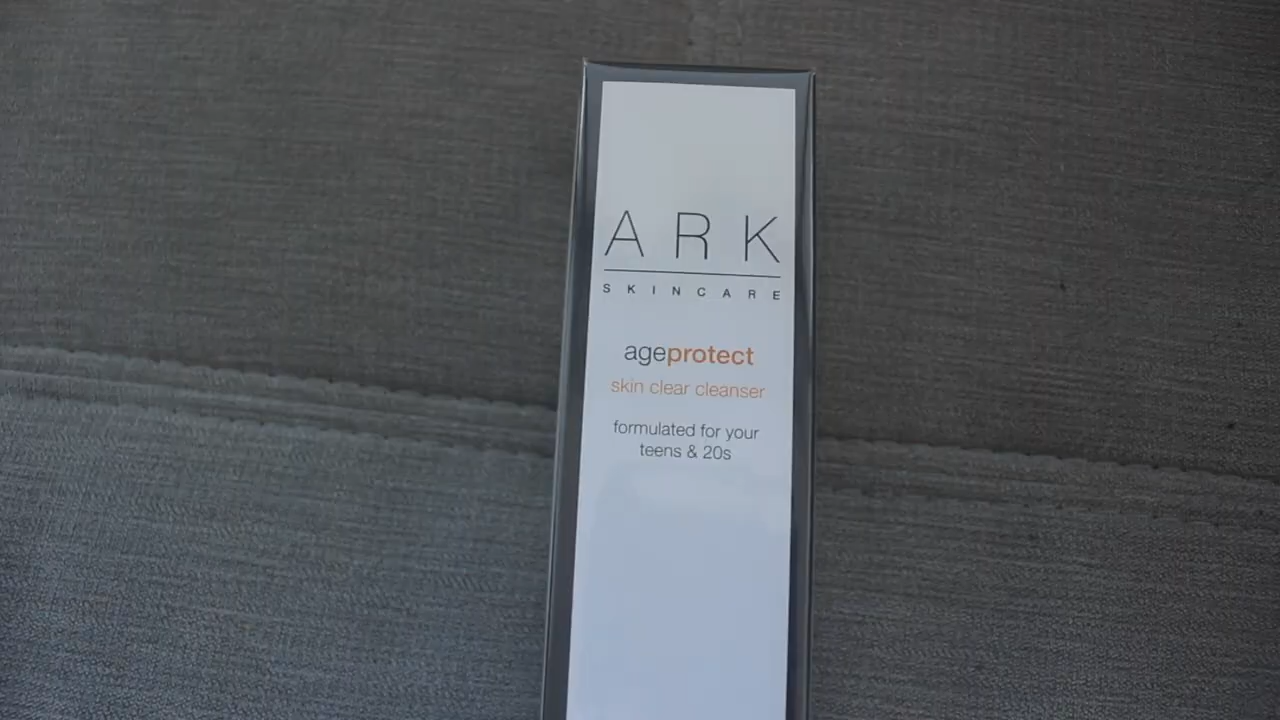 ARK
SKINCARE
ageprotect
skin clear cleanser
formulated for your
teens & 20s